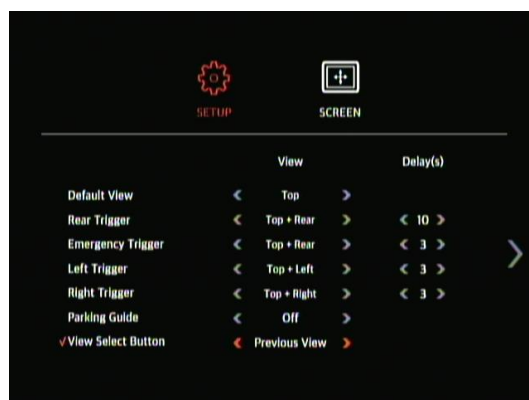 SETUP SCREEN
View Delay(s)
Default View Top
Rear Trigger Top + Rear 10
Emergency Trigger Top + Rear 3
Left Trigger Top + Left 3
Right Trigger Top + Right 3
Parking Guide Off
√View Select Button Previous View